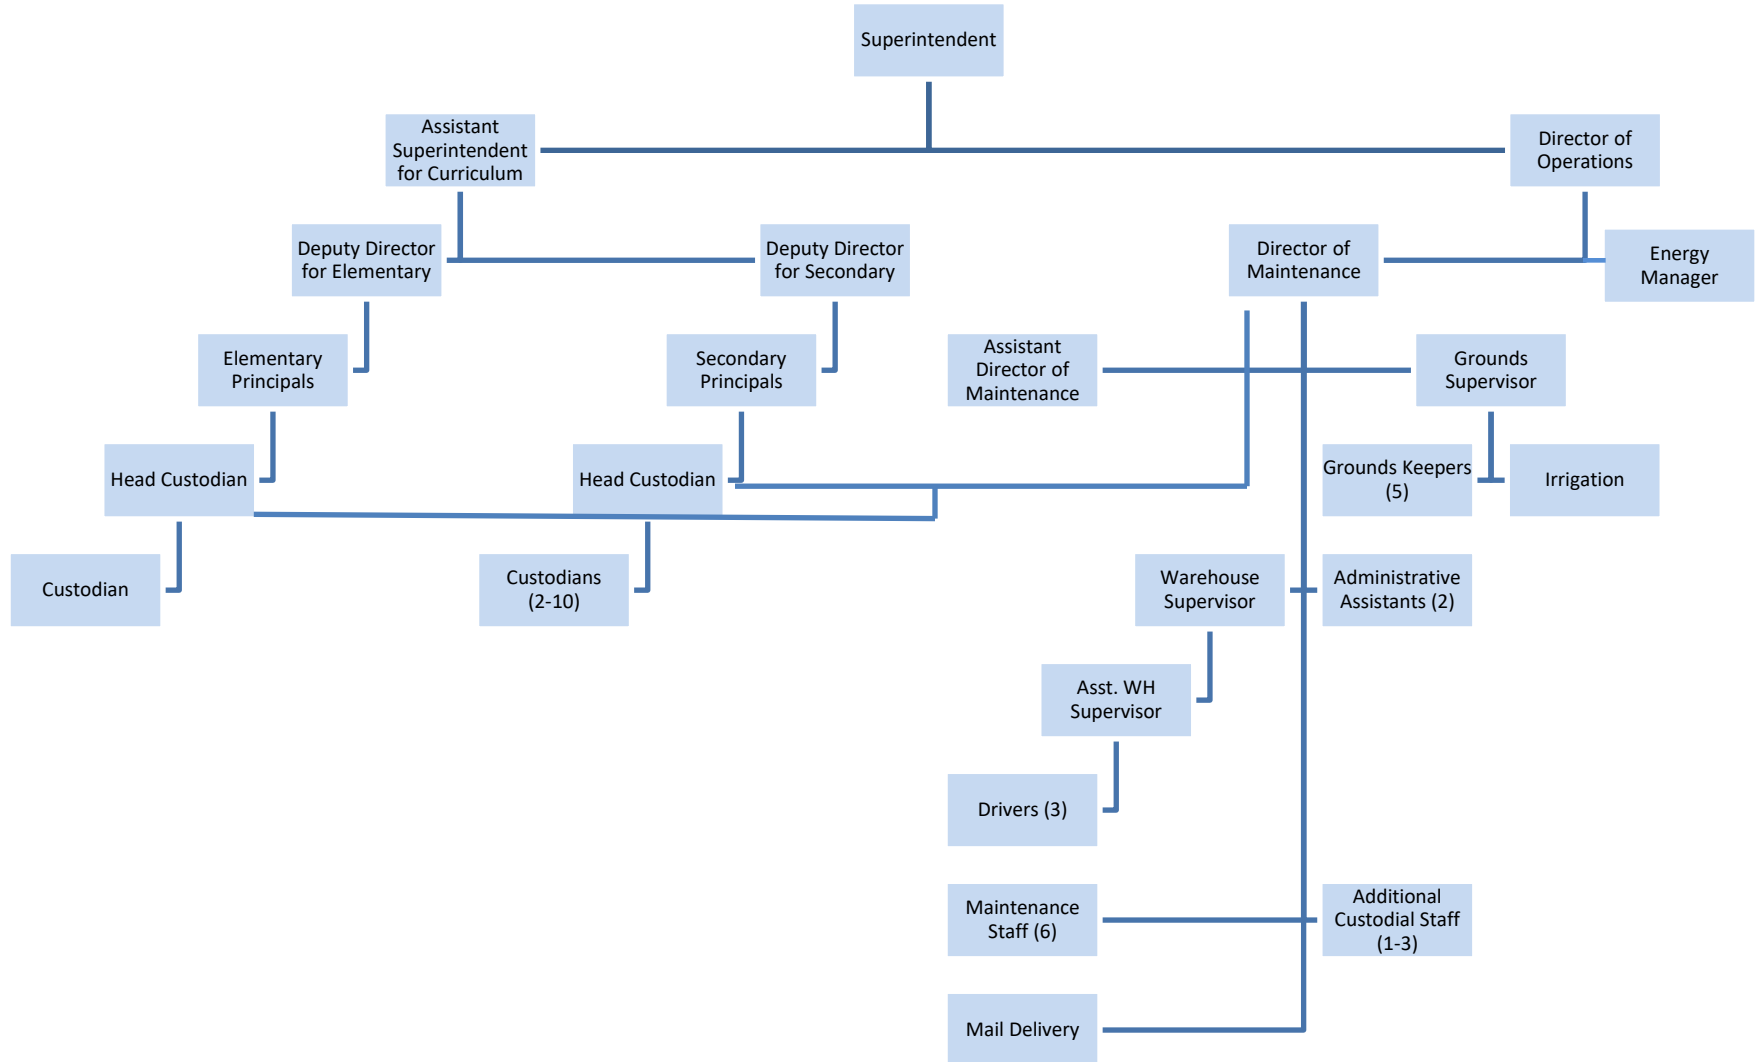 Superintendent
Assistant
Superintendent
for Curriculum
Director of
Operations
Deputy Director
for Elementary
Deputy Director
for Secondary
Director of
Maintenance
Energy
Manager
Elementary
Principals
Secondary
Principals
Assistant
Director of
Maintenance
Grounds
Supervisor
Head Custodian
Head Custodian
Grounds Keepers
(5)
Irrigation
Custodian
Custodians
(2-10)
Warehouse
Supervisor
Administrative
Assistants (2)
Asst. WH
Supervisor
Drivers (3)
Maintenance
Staff (6)
Additional
Custodial Staff
(1-3)
Mail Delivery